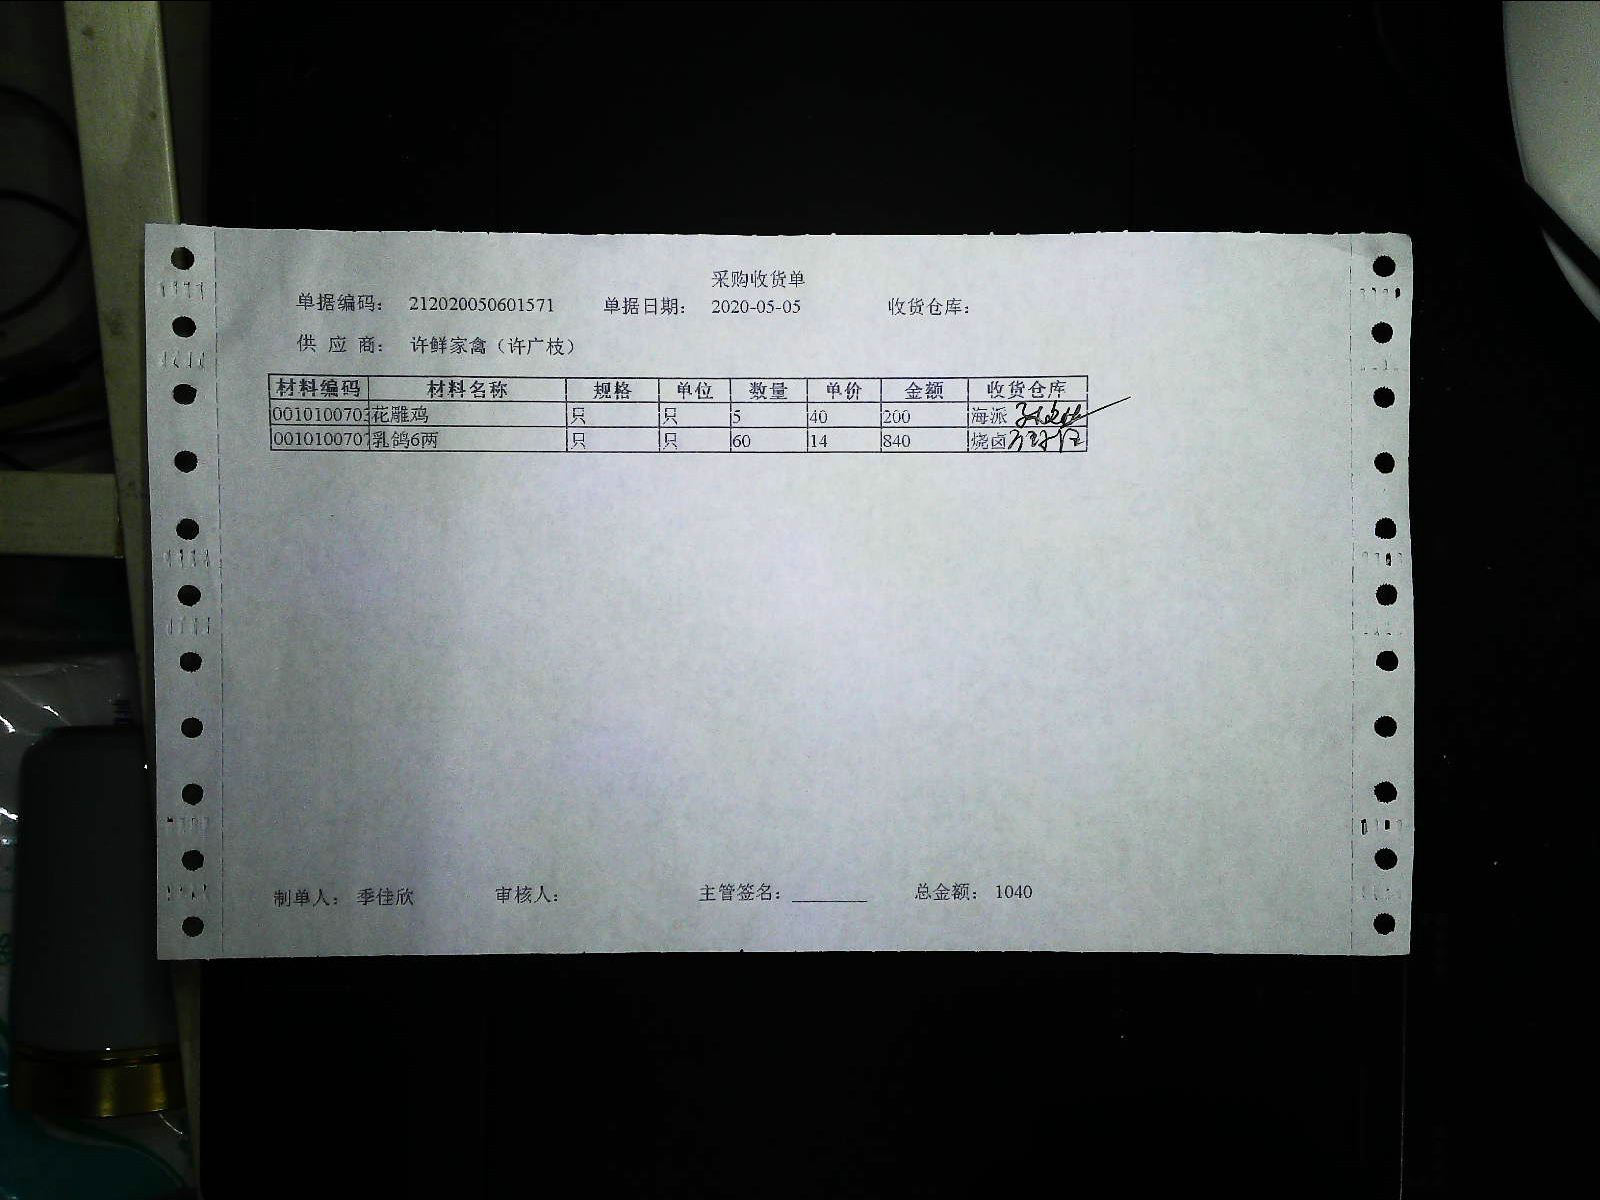 采购收货单
单据编码： 212020050601571 单据日期： 2020-05-05 收货仓库：
供 应 商： 许鲜家禽（许广枝）
材料编码 材料名称 规格 单位 数量 单价 金额 收货仓库
0010100703 花雕鸡 只 只 5 40 200 海派
0010100707 乳鸽6两 只 只 60 14 840 烧卤
制单人： 季佳欣 审核人： 主管签名：________ 总金额： 1040